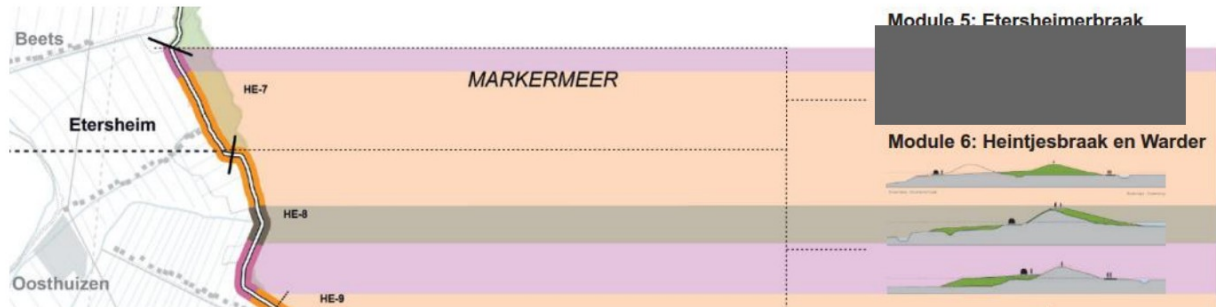 Beets
Module 5: Etersheimerbraak
MARKERMEER
HE-7
Etersheim
Module 6: Heintjesbraak en Warder
HE-8
Oosthuizen
HE-9